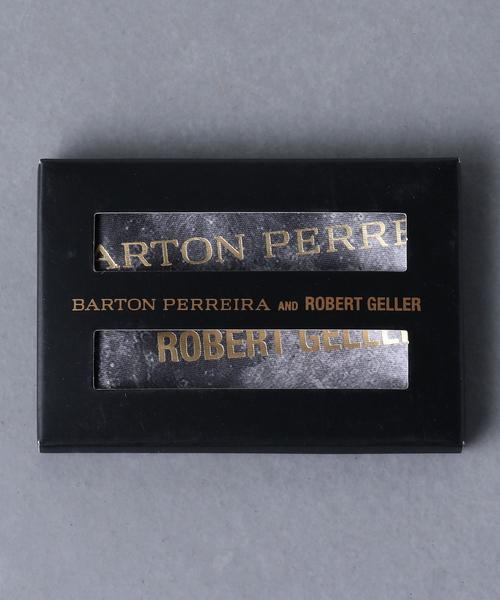 ARTON PERRE
BARTON PERREIRA AND ROBERT GELLER
ROBERT GELLE